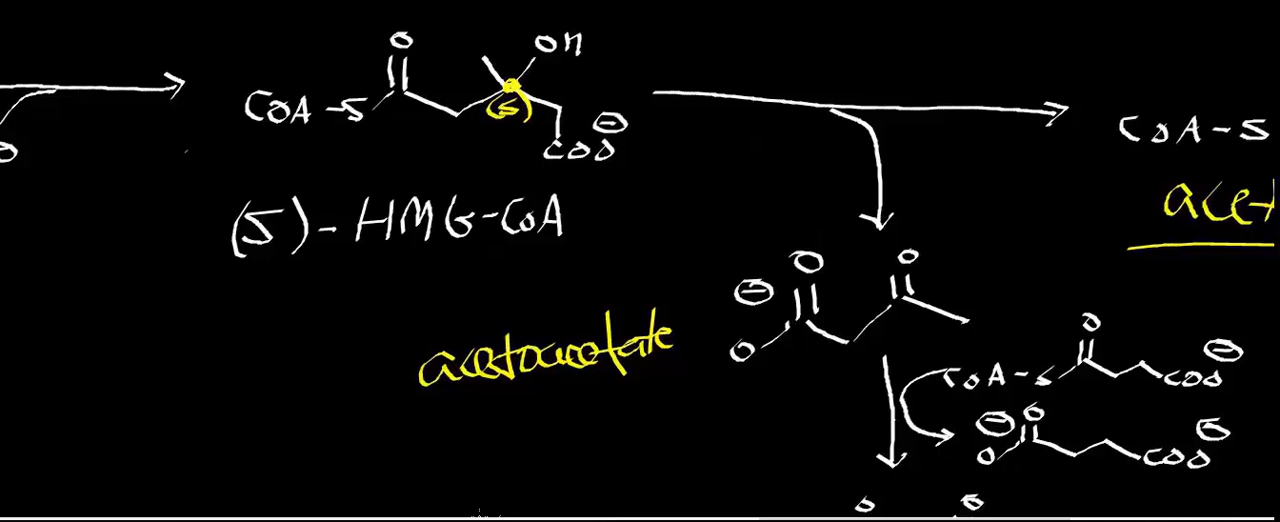 O
OH
CoA-S
(S)
COO⊖
O
CoA-S
(S)-HMG-CoA
acet
O
O
⊖
acetoacetate
O
O
CoA-S
COO⊖
⊖
O
O
COO⊖
O
O